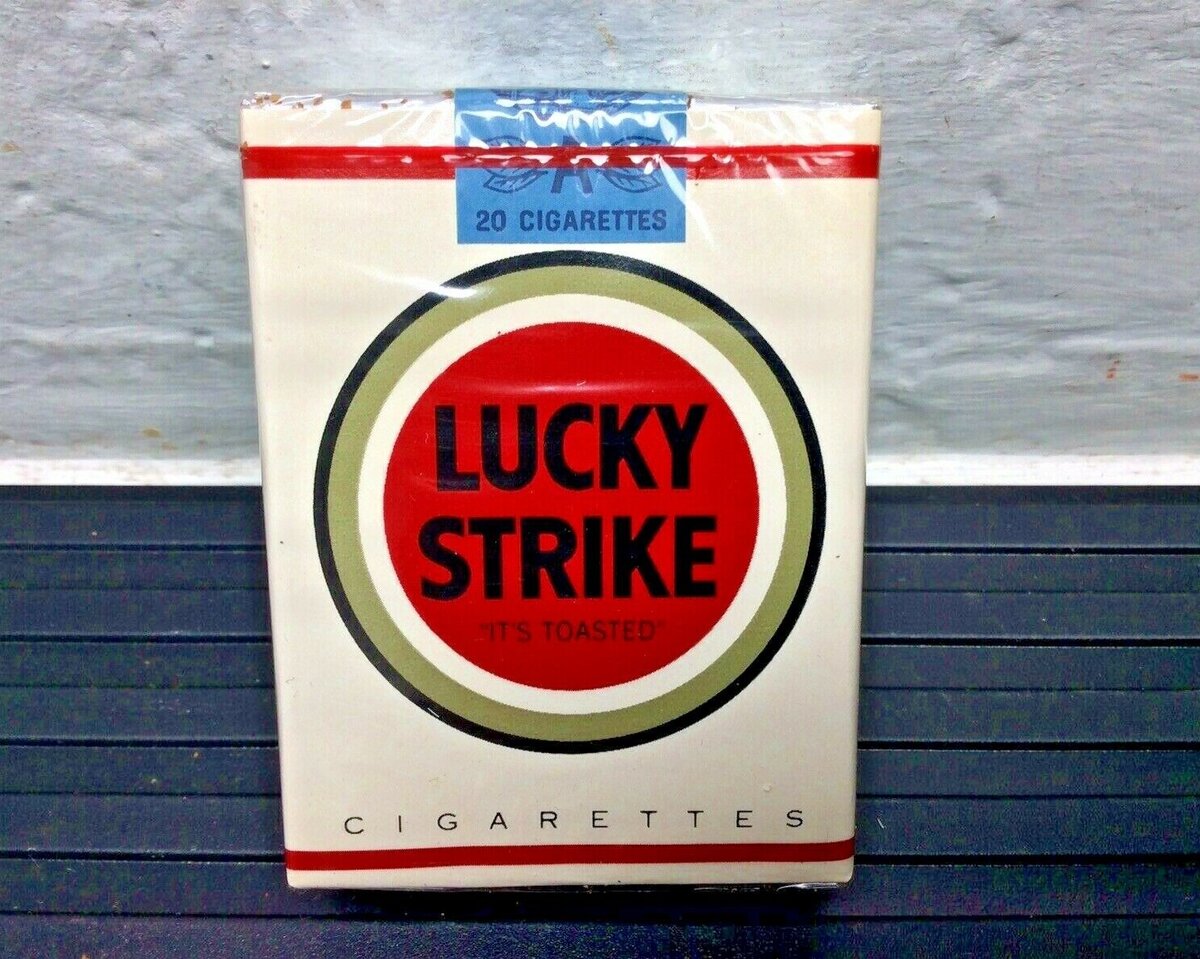 A
20 CIGARETTES
LUCKY
STRIKE
"IT'S TOASTED"
CIGARETTES